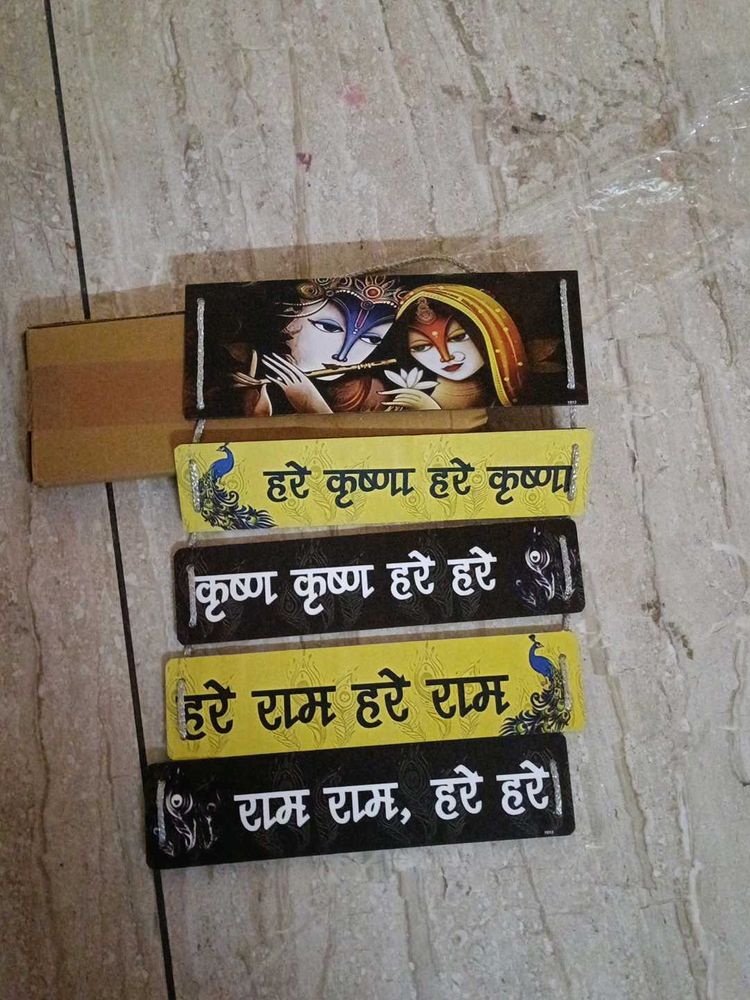 हरे कृष्णा हरे कृष्णा
कृष्ण कृष्ण हरे हरे
हरे राम हरे राम
राम राम, हरे हरे